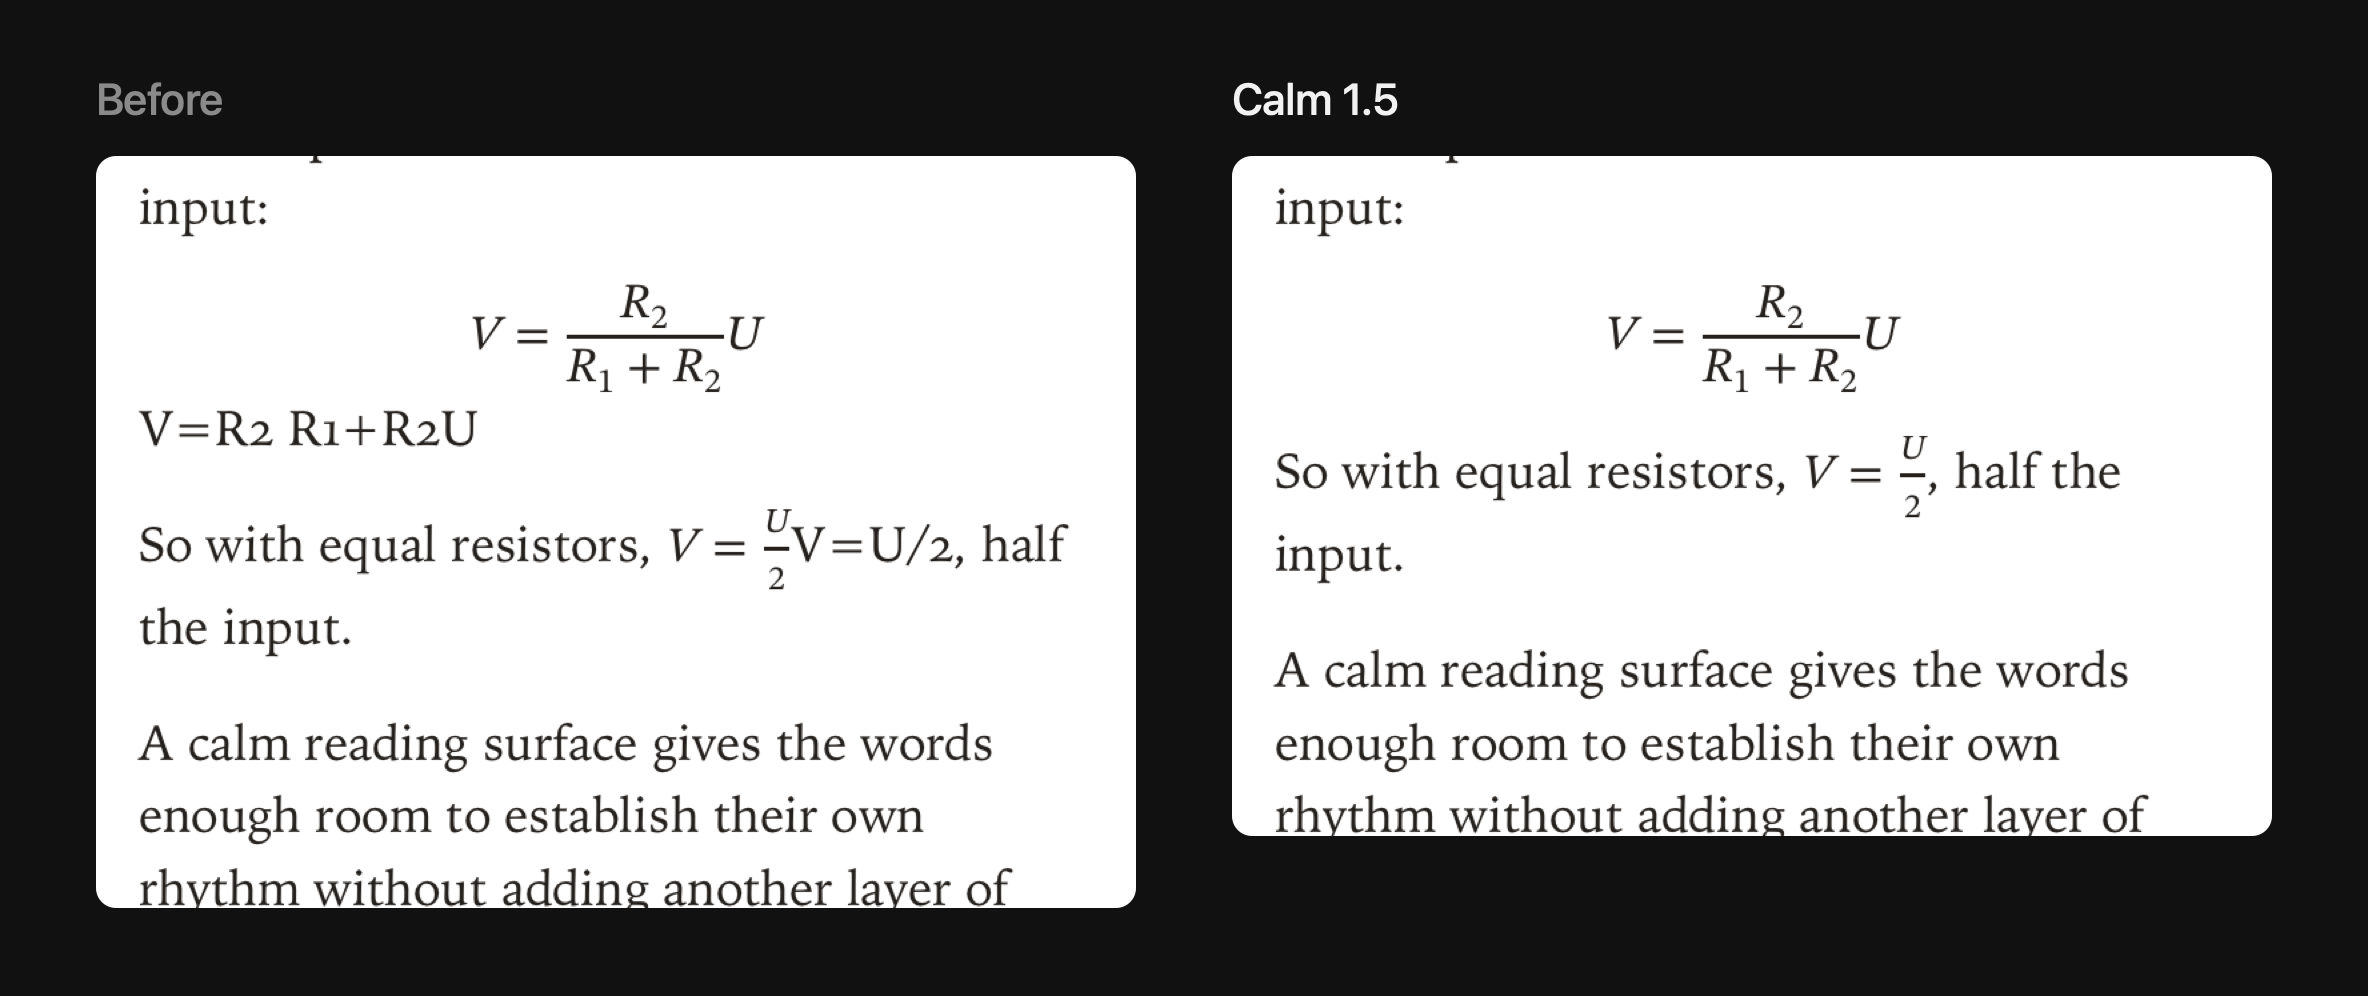 Before
input:
V = R₂ / (R₁ + R₂) U
V=R2 R1+R2U
So with equal resistors, V = U/2V=U/2, half
the input.
A calm reading surface gives the words
enough room to establish their own
rhythm without adding another layer of
Calm 1.5
input:
V = R₂ / (R₁ + R₂) U
So with equal resistors, V = U/2, half the
input.
A calm reading surface gives the words
enough room to establish their own
rhythm without adding another layer of